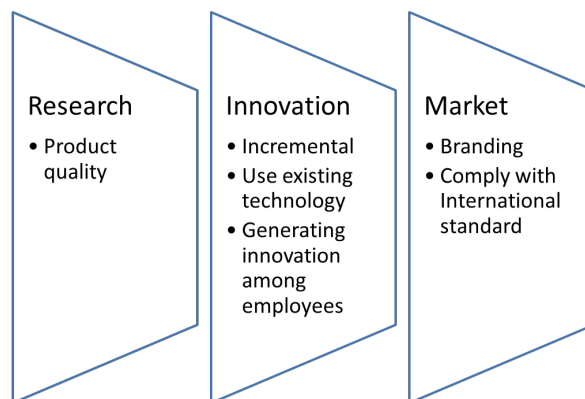 Research
• Product
quality
Innovation
• Incremental
• Use existing
technology
• Generating
innovation
among
employees
Market
• Branding
• Comply with
International
standard